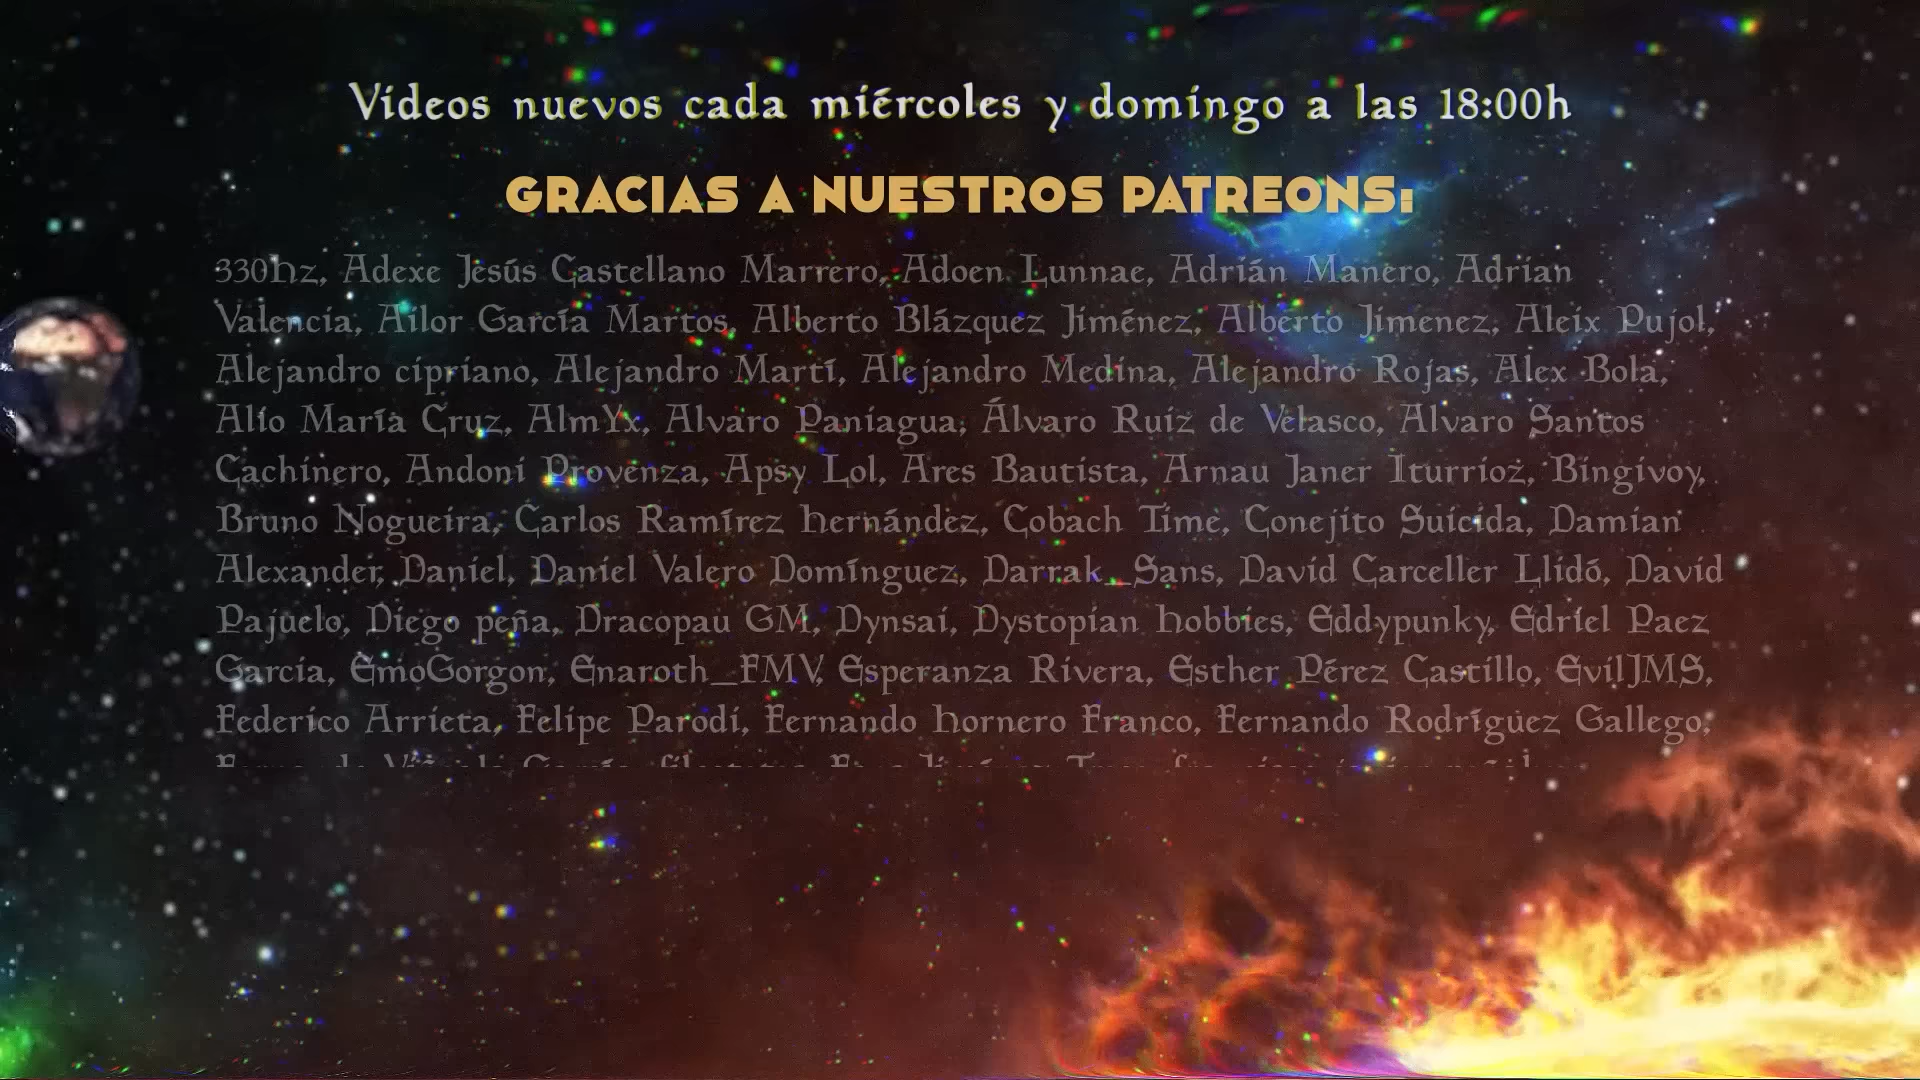 Vídeos nuevos cada miércoles y domingo a las 18:00h
GRACIAS A NUESTROS PATREONS:
330hz, Adexe Jesús Castellano Marrero, Adoen Lunnae, Adrián Manero, Adrian
Valencia, Ailor García Martos, Alberto Blázquez Jiménez, Alberto Jimenez, Aleix Pujol,
Alejandro cipriano, Alejandro Martí, Alejandro Medina, Alejandro Rojas, Alex Bola,
Alio María Cruz, AlmYx, Alvaro Paniagua, Álvaro Ruiz de Velasco, Alvaro Santos
Cachinero, Andoni Provenza, Apsy Lol, Ares Bautista, Arnau Janer Iturrioz, Bingivoy,
Bruno Nogueira, Carlos Ramírez hernández, Cobach Time, Conejito Suicida, Damian
Alexander, Daniel, Daniel Valero Domínguez, Darrak_Sans, David Carceller Llidó, David
Pajuelo, Diego peña, Dracopau GM, Dynsai, Dystopian hobbies, Eddypunky, Edriel Paez
Garcia, EmoGorgon, Enaroth_FMV, Esperanza Rivera, Esther Pérez Castillo, EvilJMS,
Federico Arrieta, Felipe Parodi, Fernando hornero Franco, Fernando Rodríguez Gallego,